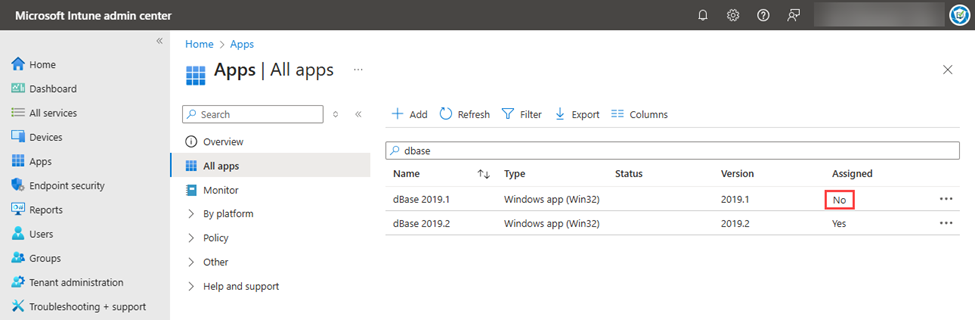 Microsoft Intune admin center
«
Home
Dashboard
All services
Devices
Apps
Endpoint security
Reports
Users
Groups
Tenant administration
Troubleshooting + support
Home > Apps
Apps | All apps ...
Search
«
Overview
All apps
Monitor
> By platform
> Policy
> Other
> Help and support
Add Refresh Filter Export Columns
dbase
Name Type Status Version Assigned
dBase 2019.1 Windows app (Win32) 2019.1 No ...
dBase 2019.2 Windows app (Win32) 2019.2 Yes ...